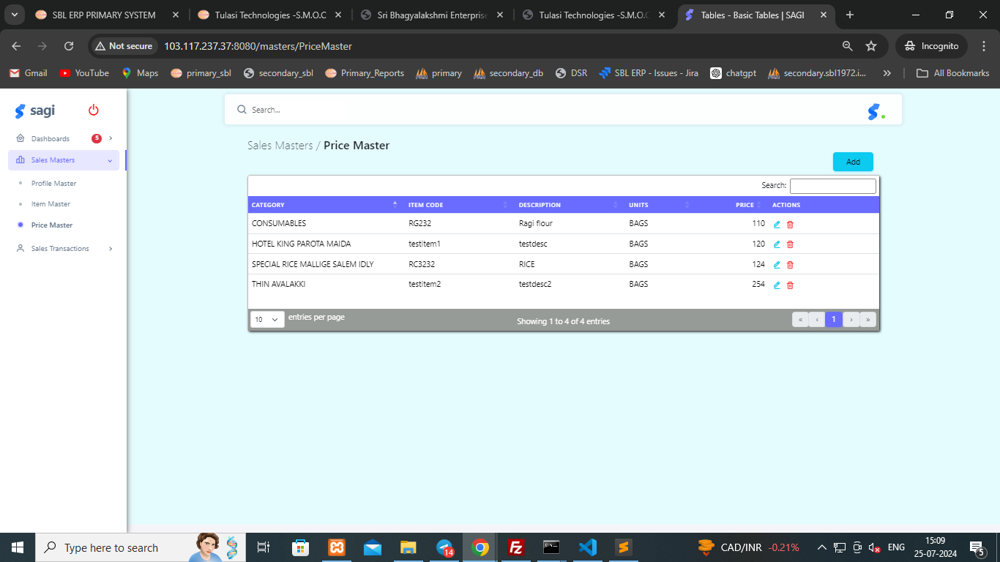 SBL ERP PRIMARY SYSTEM
Tulasi Technologies -S.M.O.C
Sri Bhagyalakshmi Enterprise
Tulasi Technologies -S.M.O.C
Tables - Basic Tables | SAGI
Not secure
103.117.237.37:8080/masters/PriceMaster
Incognito
Gmail
YouTube
Maps
primary_sbl
secondary_sbl
Primary_Reports
primary
secondary_db
DSR
SBL ERP - Issues - Jira
chatgpt
secondary.sbl1972.i...
All Bookmarks
sagi
Dashboards 5
Sales Masters
Profile Master
Item Master
Price Master
Sales Transactions
Search...
Sales Masters / Price Master
Add
Search:
CATEGORY ITEM CODE DESCRIPTION UNITS PRICE ACTIONS
CONSUMABLES RG232 Ragi flour BAGS 110
HOTEL KING PAROTA MAIDA testitem1 testdesc BAGS 120
SPECIAL RICE MALLIGE SALEM IDLY RC3232 RICE BAGS 124
THIN AVALAKKI testitem2 testdesc2 BAGS 254
10 entries per page Showing 1 to 4 of 4 entries « ‹ 1 › »
Type here to search
14
CAD/INR -0.21%
ENG
15:09
25-07-2024
5